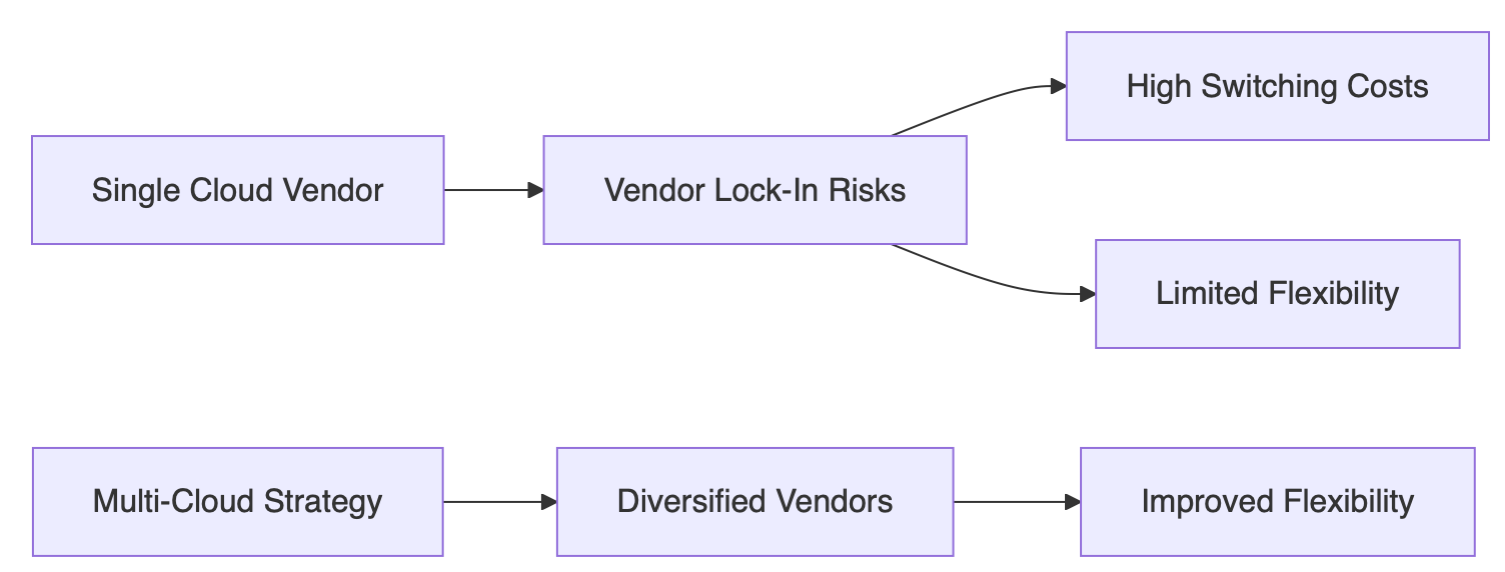 High Switching Costs
Single Cloud Vendor
Vendor Lock-In Risks
Limited Flexibility
Multi-Cloud Strategy
Diversified Vendors
Improved Flexibility